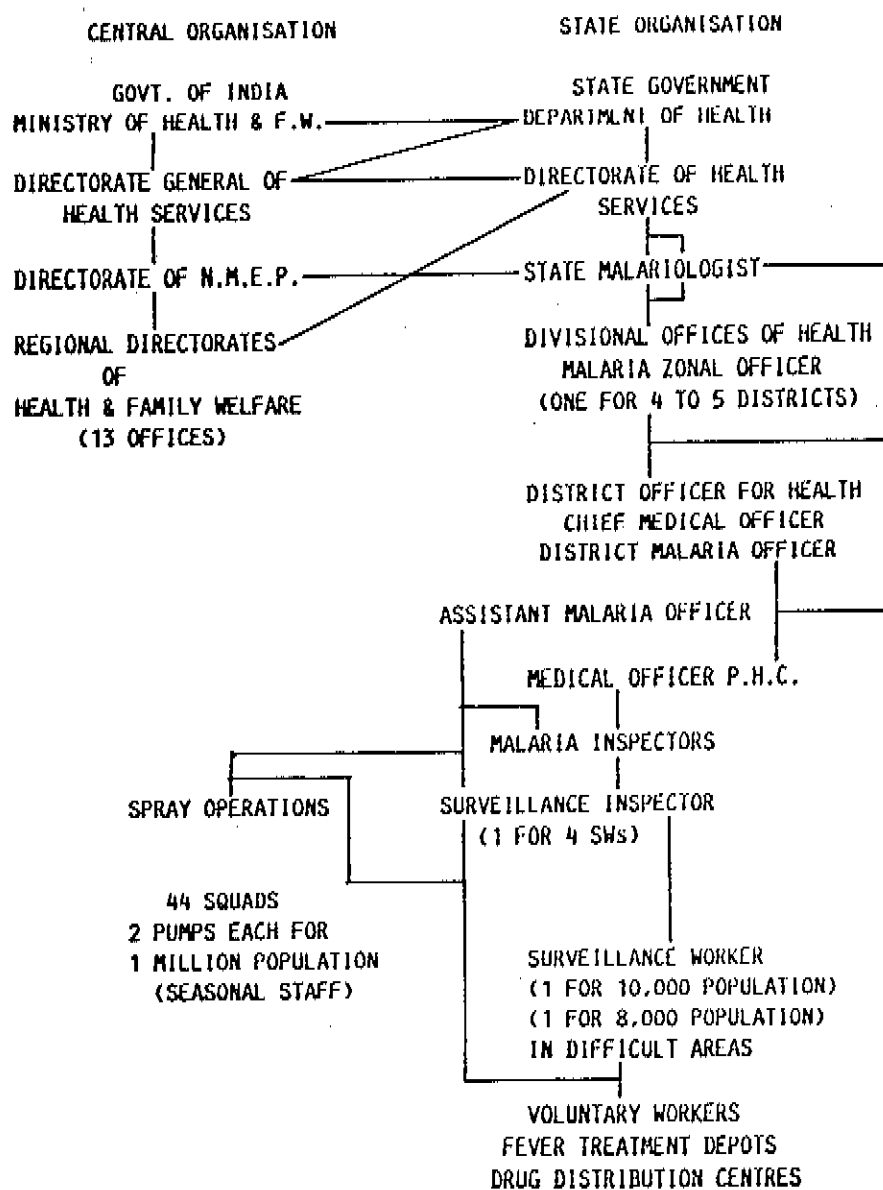 CENTRAL ORGANISATION
GOVT. OF INDIA
MINISTRY OF HEALTH & F.W.
DIRECTORATE GENERAL OF
HEALTH SERVICES
DIRECTORATE OF N.M.E.P.
REGIONAL DIRECTORATES
OF
HEALTH & FAMILY WELFARE
(13 OFFICES)
STATE ORGANISATION
STATE GOVERNMENT
DEPARTMENT OF HEALTH
DIRECTORATE OF HEALTH
SERVICES
STATE MALARIOLOGIST
DIVISIONAL OFFICES OF HEALTH
MALARIA ZONAL OFFICER
(ONE FOR 4 TO 5 DISTRICTS)
DISTRICT OFFICER FOR HEALTH
CHIEF MEDICAL OFFICER
DISTRICT MALARIA OFFICER
ASSISTANT MALARIA OFFICER
MEDICAL OFFICER P.H.C.
MALARIA INSPECTORS
SPRAY OPERATIONS
44 SQUADS
2 PUMPS EACH FOR
1 MILLION POPULATION
(SEASONAL STAFF)
SURVEILLANCE INSPECTOR
(1 FOR 4 SWs)
SURVEILLANCE WORKER
(1 FOR 10,000 POPULATION)
(1 FOR 8,000 POPULATION)
IN DIFFICULT AREAS
VOLUNTARY WORKERS
FEVER TREATMENT DEPOTS
DRUG DISTRIBUTION CENTRES